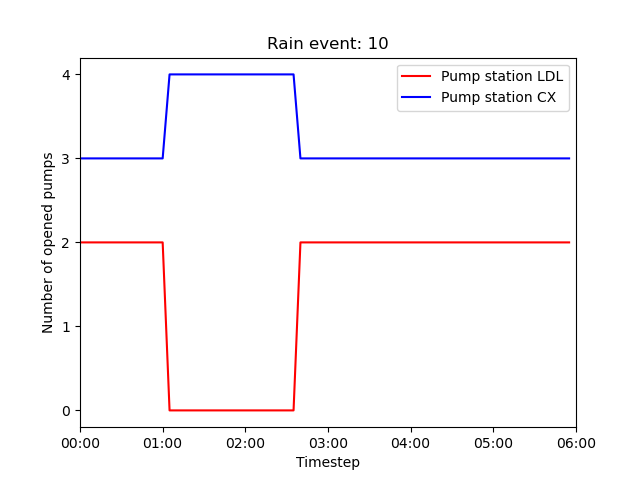 Rain event: 10
Pump station LDL
Pump station CX
Number of opened pumps
4
3
2
1
0
00:00 01:00 02:00 03:00 04:00 05:00 06:00
Timestep